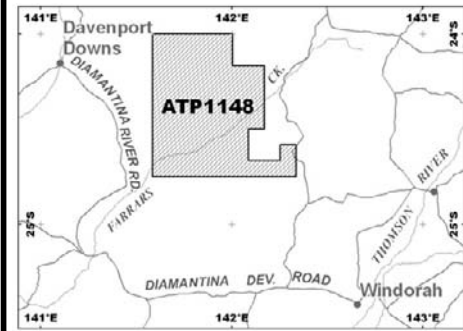 141°E
142°E
143°E
24°S
24°S
Davenport
Downs
DIAMANTINA RIVER RD.
ATP1148
CK.
FARRARS
THOMSON RIVER
25°S
25°S
DIAMANTINA DEV. ROAD
Windorah
141°E
142°E
143°E